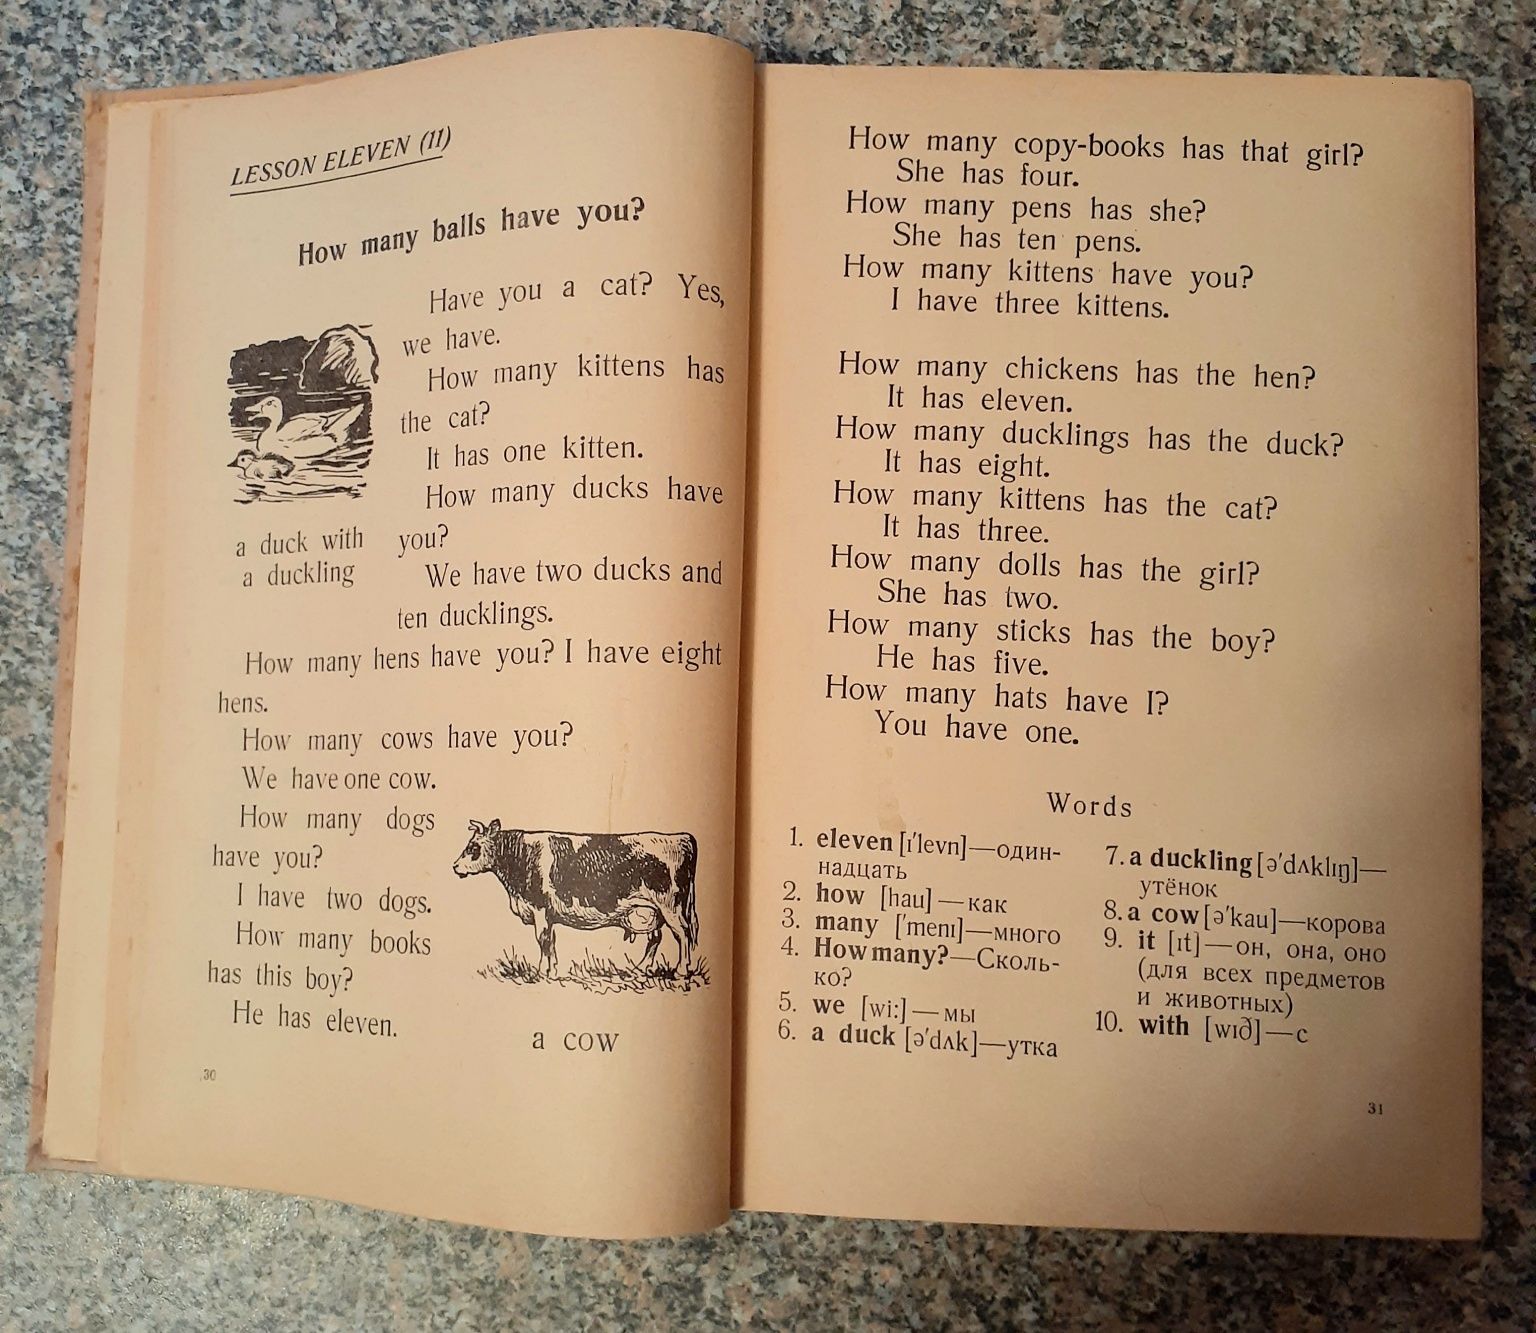 LESSON ELEVEN (11)
How many balls have you?
Have you a cat? Yes,
we have.
How many kittens has
the cat?
It has one kitten.
How many ducks have
you?
We have two ducks and
ten ducklings.
a duck with
a duckling
How many hens have you? I have eight
hens.
How many cows have you?
We have one cow.
How many dogs
have you?
I have two dogs.
How many books
has this boy?
He has eleven.
a cow
30
How many copy-books has that girl?
She has four.
How many pens has she?
She has ten pens.
How many kittens have you?
I have three kittens.
How many chickens has the hen?
It has eleven.
How many ducklings has the duck?
It has eight.
How many kittens has the cat?
It has three.
How many dolls has the girl?
She has two.
How many sticks has the boy?
He has five.
How many hats have I?
You have one.
Words
1. eleven [ɪ'levn]—один-
надцать
2. how [hau]—как
3. many ['menɪ]—много
4. How many?—Сколь-
ко?
5. we [wi:]—мы
6. a duck [ə'dʌk]—утка
7. a duckling [ə'dʌklɪŋ]—
утёнок
8. a cow [ə'kau]—корова
9. it [ɪt]—он, она, оно
(для всех предметов
и животных)
10. with [wɪð]—с
31